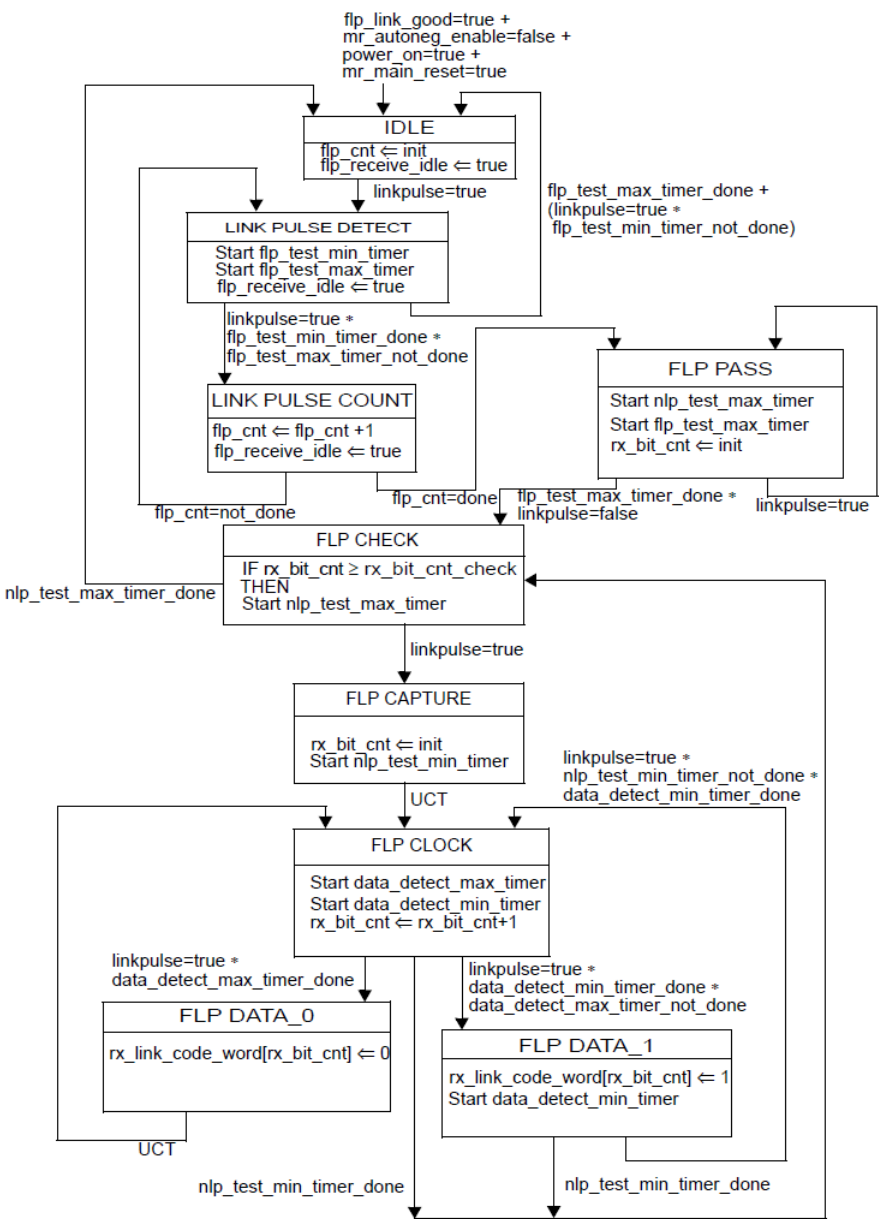 flp_link_good=true +
mr_autoneg_enable=false +
power_on=true +
mr_main_reset=true
IDLE
flp_cnt ⇐ init
flp_receive_idle ⇐ true
linkpulse=true
flp_test_max_timer_done +
(linkpulse=true *
flp_test_min_timer_not_done)
LINK PULSE DETECT
Start flp_test_min_timer
Start flp_test_max_timer
flp_receive_idle ⇐ true
linkpulse=true *
flp_test_min_timer_done *
flp_test_max_timer_not_done
FLP PASS
Start nlp_test_max_timer
Start flp_test_max_timer
rx_bit_cnt ⇐ init
LINK PULSE COUNT
flp_cnt ⇐ flp_cnt +1
flp_receive_idle ⇐ true
flp_cnt=not_done
flp_cnt=done
flp_test_max_timer_done *
linkpulse=false
linkpulse=true
FLP CHECK
IF rx_bit_cnt ≥ rx_bit_cnt_check
THEN
Start nlp_test_max_timer
nlp_test_max_timer_done
linkpulse=true
FLP CAPTURE
rx_bit_cnt ⇐ init
Start nlp_test_min_timer
linkpulse=true *
nlp_test_min_timer_not_done *
data_detect_min_timer_done
UCT
FLP CLOCK
Start data_detect_max_timer
Start data_detect_min_timer
rx_bit_cnt ⇐ rx_bit_cnt+1
linkpulse=true *
data_detect_max_timer_done
linkpulse=true *
data_detect_min_timer_done *
data_detect_max_timer_not_done
FLP DATA_0
rx_link_code_word[rx_bit_cnt] ⇐ 0
FLP DATA_1
rx_link_code_word[rx_bit_cnt] ⇐ 1
Start data_detect_min_timer
UCT
nlp_test_min_timer_done
nlp_test_min_timer_done